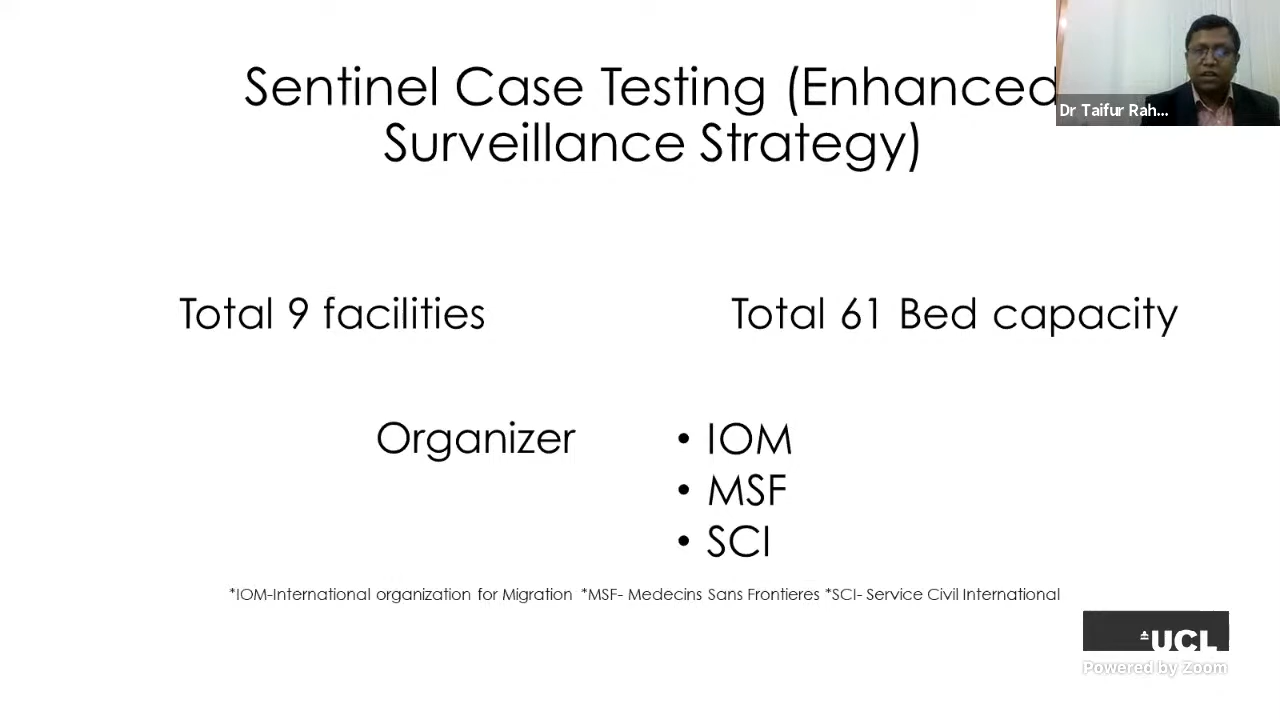 Sentinel Case Testing (Enhanced
Surveillance Strategy)
Dr Taifur Rah...
Total 9 facilities
Total 61 Bed capacity
Organizer
• IOM
• MSF
• SCI
*IOM-International organization for Migration *MSF- Medecins Sans Frontieres *SCI- Service Civil International
UCL
Powered by Zoom